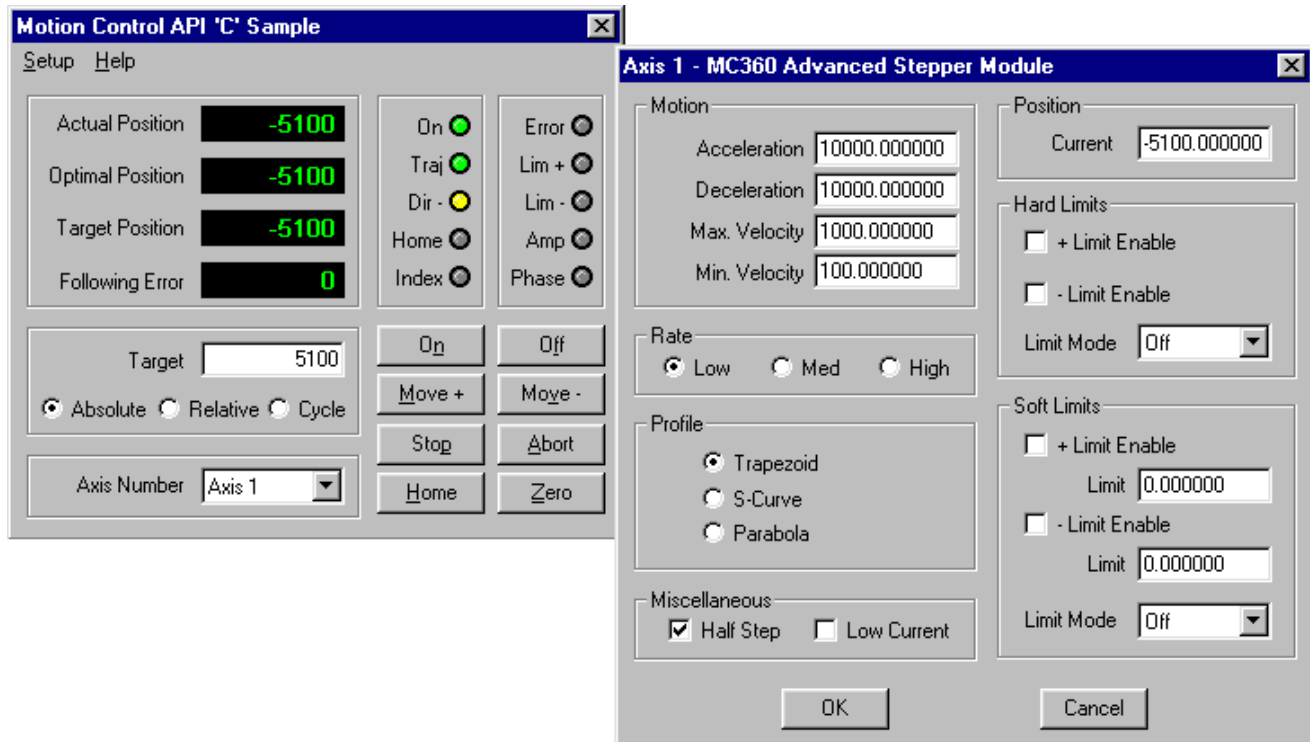 Motion Control API 'C' Sample
Setup Help
Actual Position -5100
Optimal Position -5100
Target Position -5100
Following Error 0
On
Traj
Dir -
Home
Index
Error
Lim +
Lim -
Amp
Phase
Target 5100
Absolute Relative Cycle
Axis Number Axis 1
On Off
Move + Move -
Stop Abort
Home Zero
Axis 1 - MC360 Advanced Stepper Module
Motion
Acceleration 10000.000000
Deceleration 10000.000000
Max. Velocity 1000.000000
Min. Velocity 100.000000
Rate
Low Med High
Profile
Trapezoid
S-Curve
Parabola
Miscellaneous
Half Step Low Current
Position
Current -5100.000000
Hard Limits
+ Limit Enable
- Limit Enable
Limit Mode Off
Soft Limits
+ Limit Enable
Limit 0.000000
- Limit Enable
Limit 0.000000
Limit Mode Off
OK Cancel